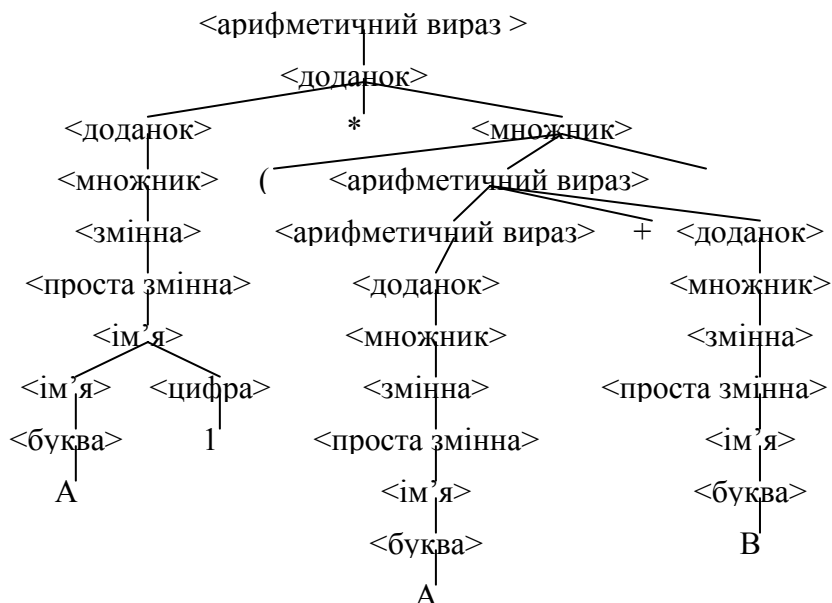 <арифметичний вираз >
<доданок>
<доданок> * <множник>
<множник> ( <арифметичний вираз>
<змінна> <арифметичний вираз> + <доданок>
<проста змінна> <доданок> <множник>
<ім’я> <множник> <змінна>
<ім’я> <цифра> <змінна> <проста змінна>
<буква> 1 <проста змінна> <ім’я>
А <ім’я> <буква>
<буква> В
А